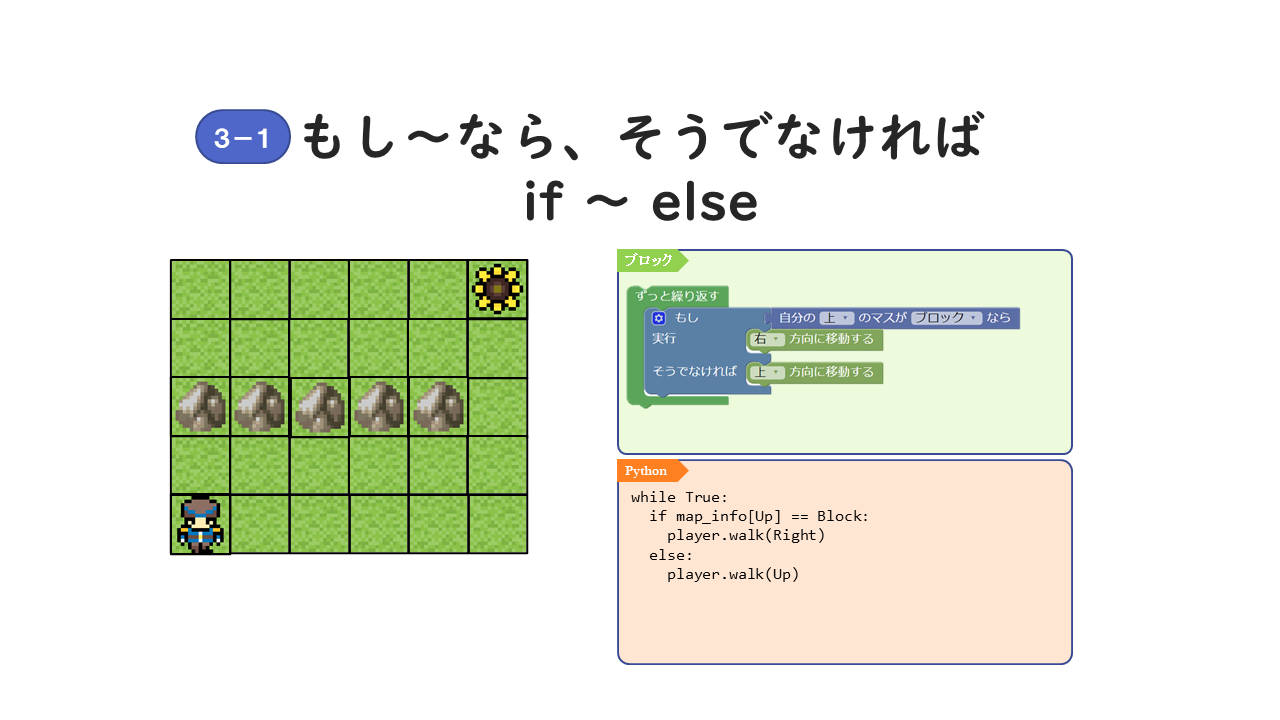 3－1 もし～なら、そうでなければ
if ～ else
ブロック
ずっと繰り返す
もし 自分の 上 のマスが ブロック なら
実行 右 方向に移動する
そうでなければ 上 方向に移動する
Python
while True:
  if map_info[Up] == Block:
    player.walk(Right)
  else:
    player.walk(Up)